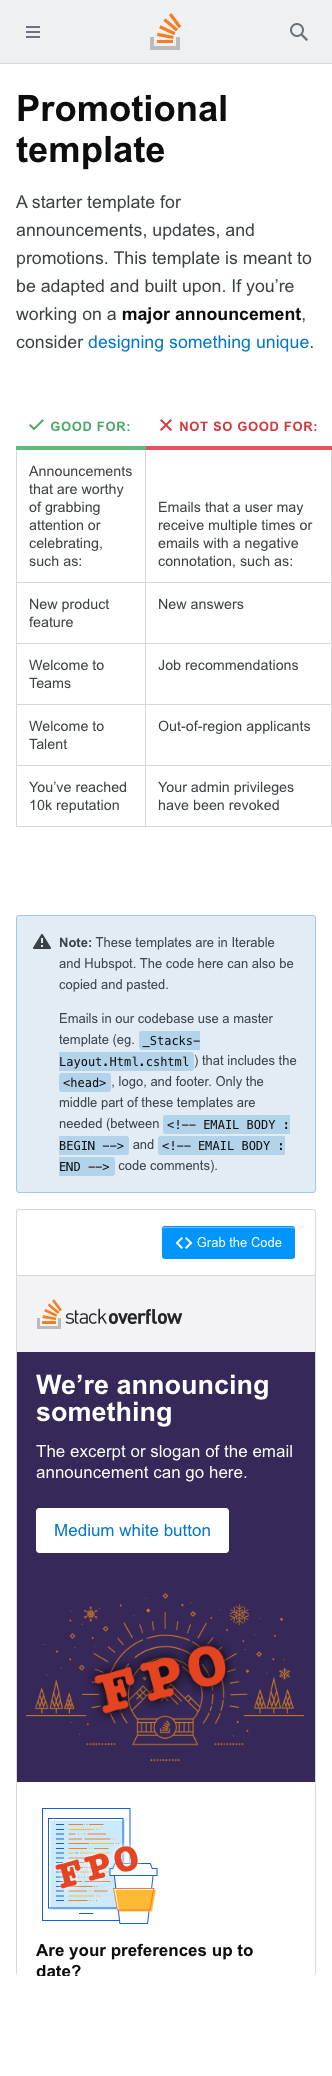 Promotional
template
A starter template for
announcements, updates, and
promotions. This template is meant to
be adapted and built upon. If you’re
working on a major announcement,
consider designing something unique.
GOOD FOR:
NOT SO GOOD FOR:
Announcements
that are worthy
of grabbing
attention or
celebrating,
such as:
Emails that a user may
receive multiple times or
emails with a negative
connotation, such as:
New product
feature
New answers
Welcome to
Teams
Job recommendations
Welcome to
Talent
Out-of-region applicants
You’ve reached
10k reputation
Your admin privileges
have been revoked
Note: These templates are in Iterable
and Hubspot. The code here can also be
copied and pasted.
Emails in our codebase use a master
template (eg. _Stacks-
Layout.Html.cshtml ) that includes the
<head> , logo, and footer. Only the
middle part of these templates are
needed (between <!-- EMAIL BODY :
BEGIN --> and <!-- EMAIL BODY :
END --> code comments).
Grab the Code
stackoverflow
We’re announcing
something
The excerpt or slogan of the email
announcement can go here.
Medium white button
FPO
FPO
Are your preferences up to
date?